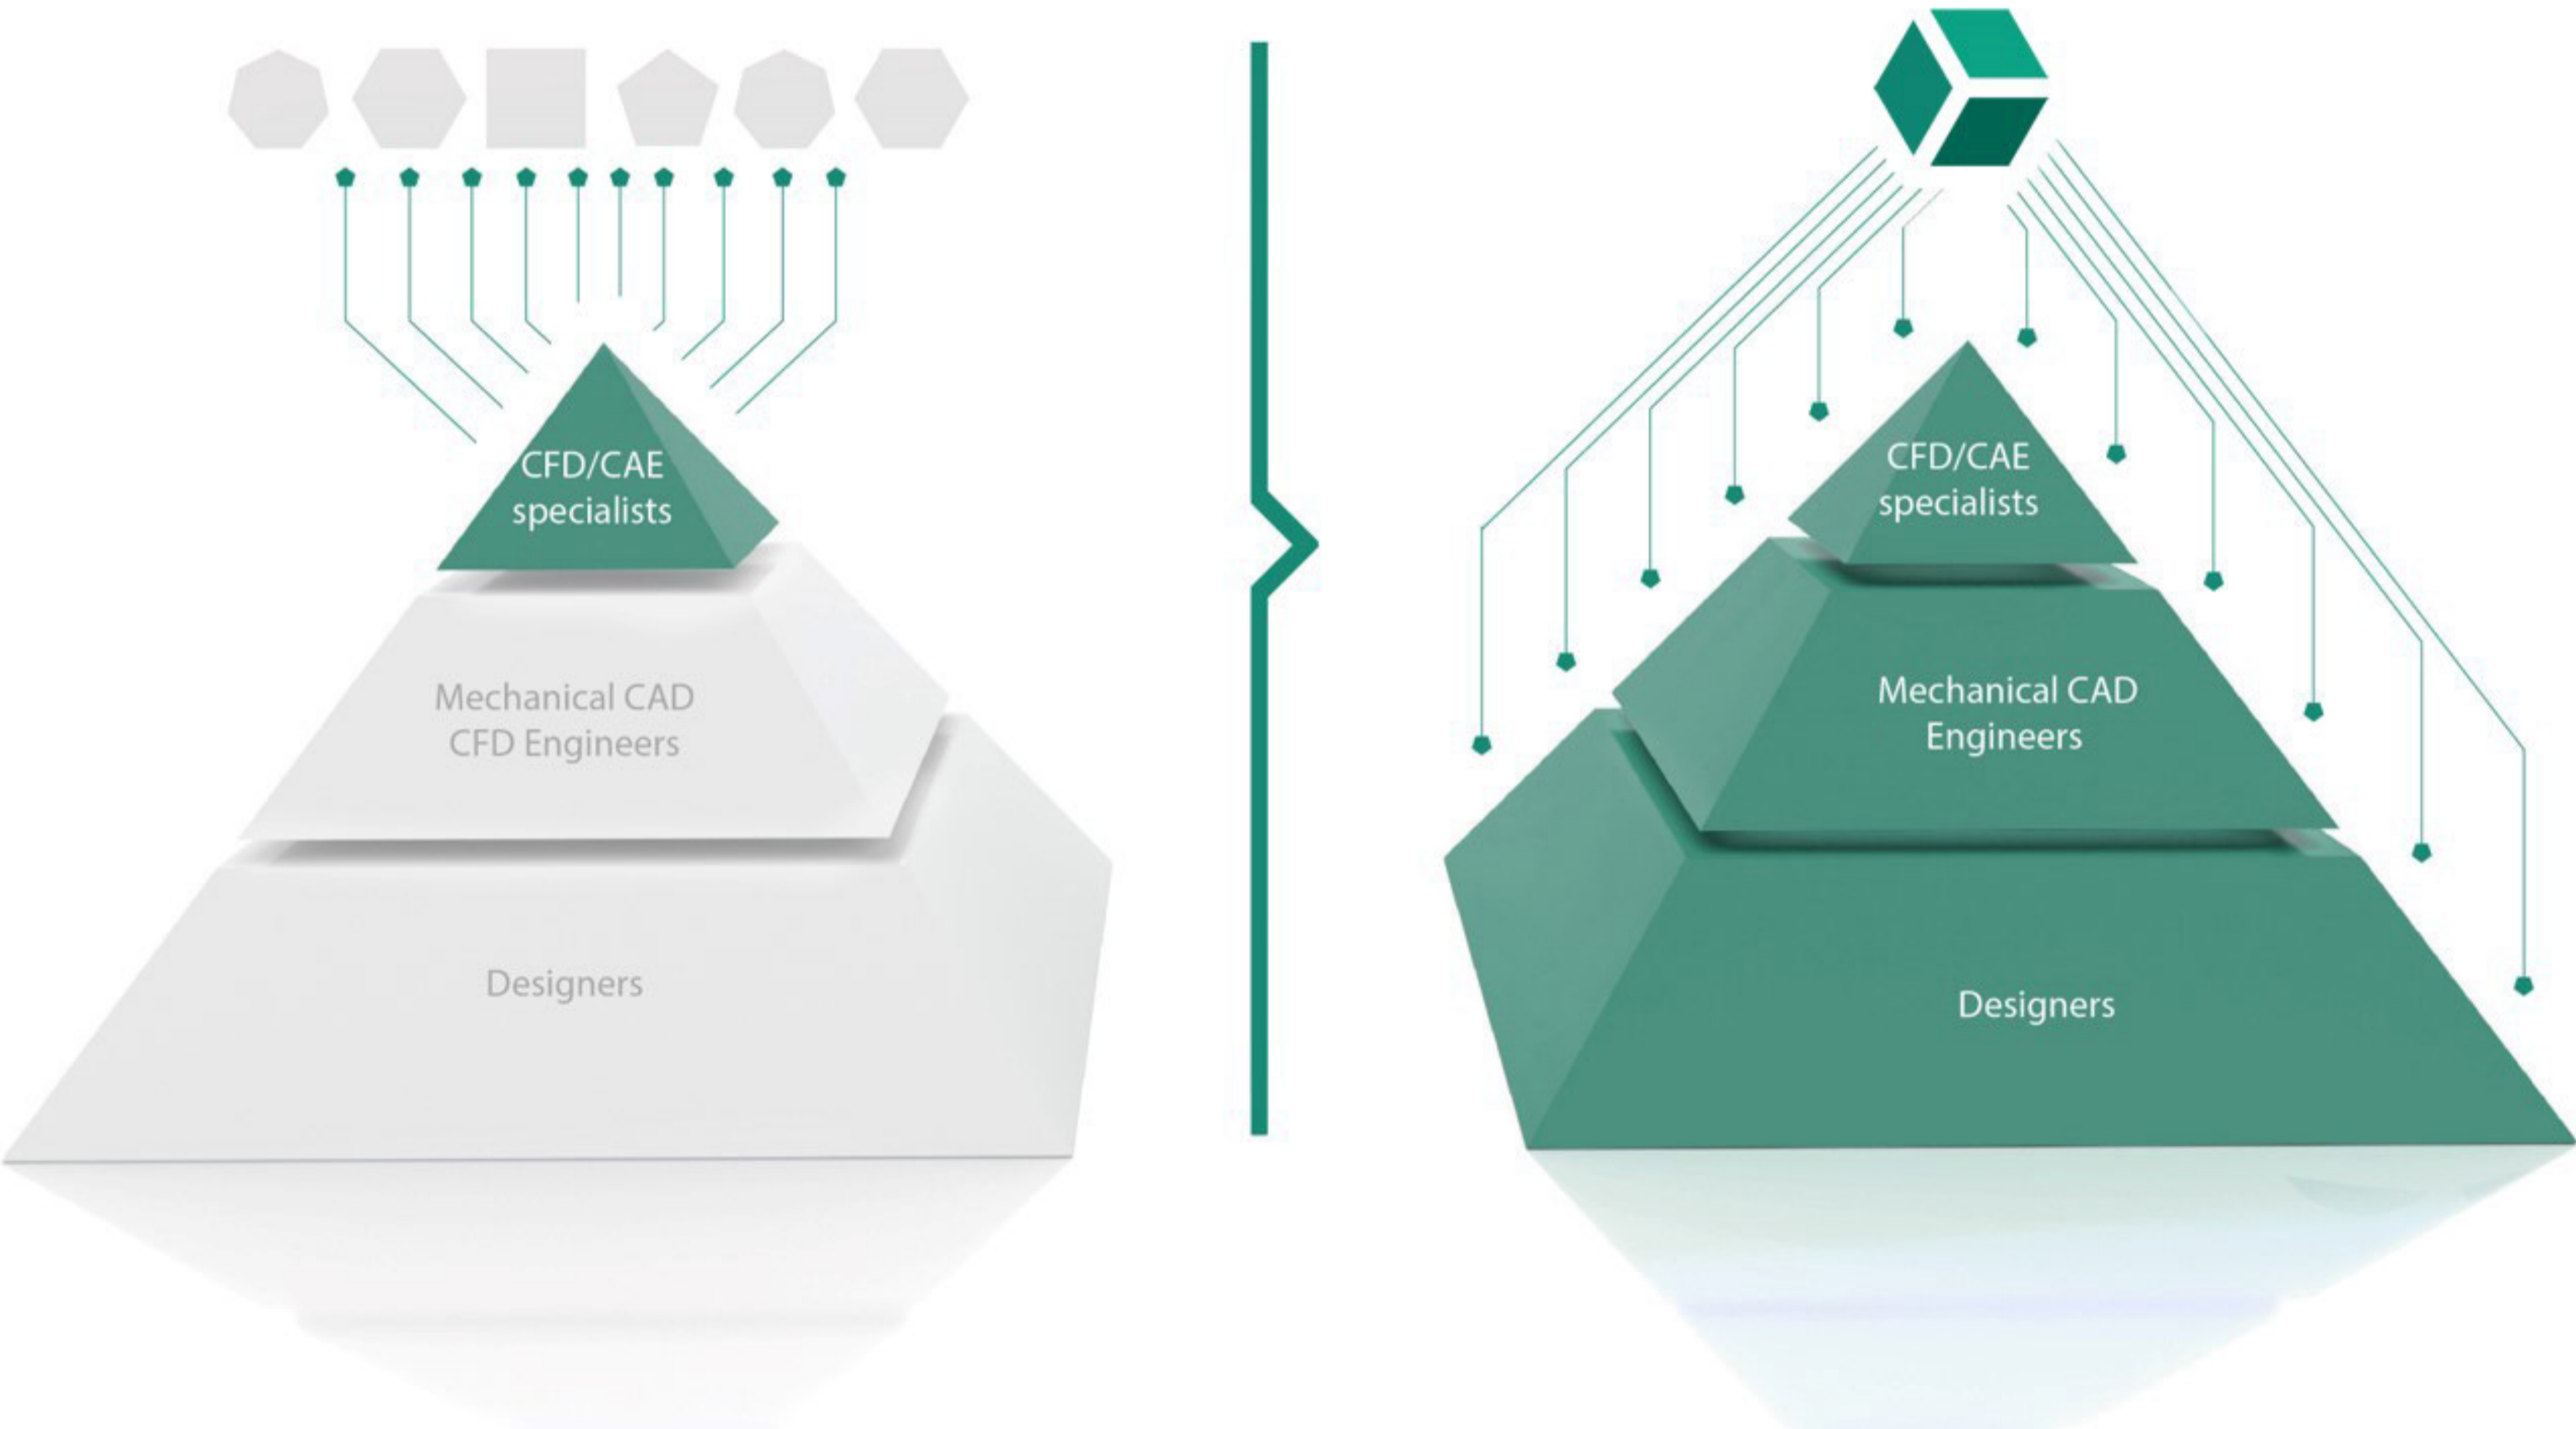 CFD/CAE
specialists
Mechanical CAD
CFD Engineers
Designers
CFD/CAE
specialists
Mechanical CAD
Engineers
Designers